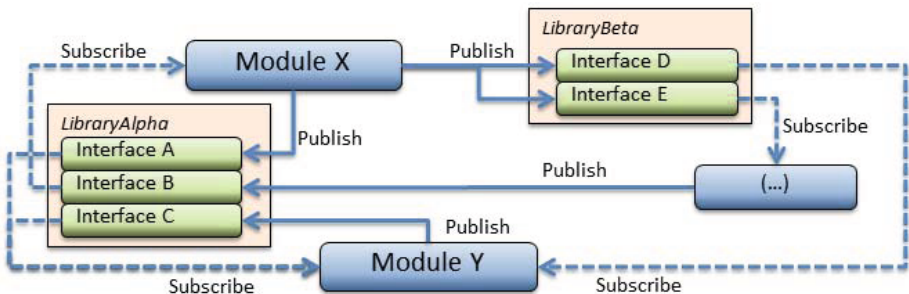 LibraryBeta
Subscribe
Module X
Publish
Interface D
Interface E
LibraryAlpha
Publish
Subscribe
Interface A
Interface B
Publish
(...)
Interface C
Publish
Module Y
Subscribe
Subscribe